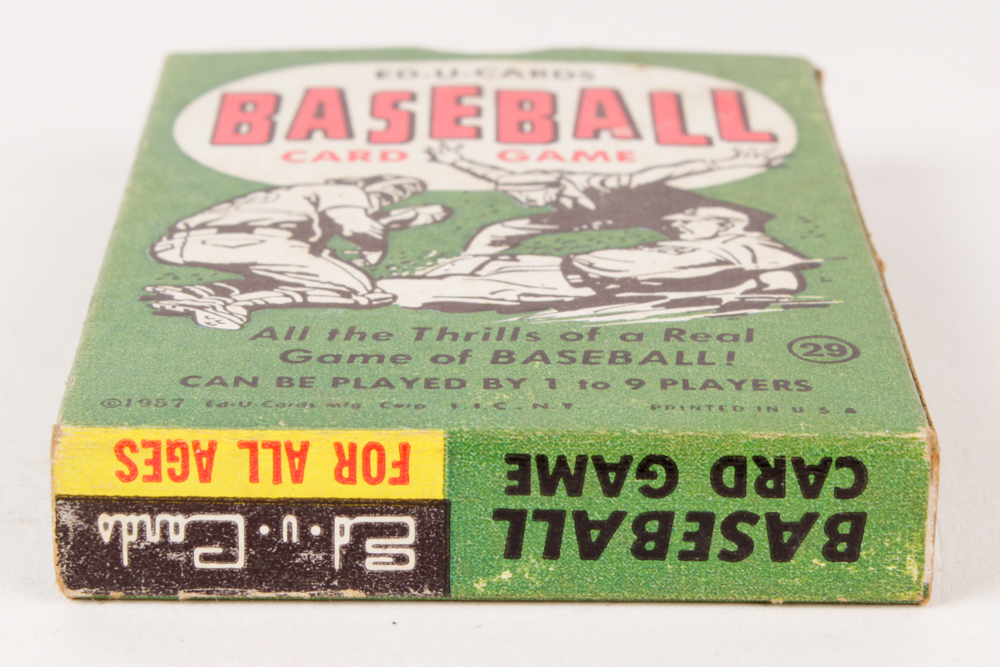 ED-U-CARDS
BASEBALL
CARD GAME
All the Thrills of a Real
Game of BASEBALL!
29
CAN BE PLAYED BY 1 to 9 PLAYERS
©1957 Ed-U-Cards mfg Corp L.I.C. N Y PRINTED IN U S A
BASEBALL
CARD GAME
Ed·u·Cards
FOR ALL AGES